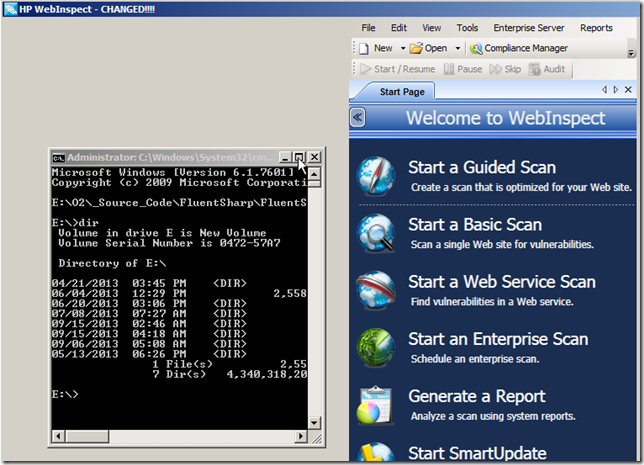 HP WebInspect - CHANGED!!!!
File Edit View Tools Enterprise Server Reports
New Open Compliance Manager
Start / Resume Pause Skip Audit
Start Page
Welcome to WebInspect
Start a Guided Scan
Create a scan that is optimized for your Web site.
Start a Basic Scan
Scan a single Web site for vulnerabilities.
Start a Web Service Scan
Find vulnerabilities in a Web service.
Start an Enterprise Scan
Schedule an enterprise scan.
Generate a Report
Analyze a scan using system reports.
Start SmartUpdate
Administrator: C:\Windows\System32\cm...
Microsoft Windows [Version 6.1.7601]
Copyright (c) 2009 Microsoft Corporati
E:\O2\_Source_Code\FluentSharp\FluentS
E:\>dir
Volume in drive E is New Volume
Volume Serial Number is 0472-57A7
Directory of E:\
04/21/2013 03:45 PM <DIR>
06/04/2013 12:29 PM 2,558
06/20/2013 03:06 PM <DIR>
07/08/2013 07:27 AM <DIR>
09/15/2013 02:46 AM <DIR>
09/15/2013 04:18 AM <DIR>
09/06/2013 05:08 AM <DIR>
05/13/2013 06:26 PM <DIR>
1 File(s) 2,55
7 Dir(s) 4,340,318,20
E:\>